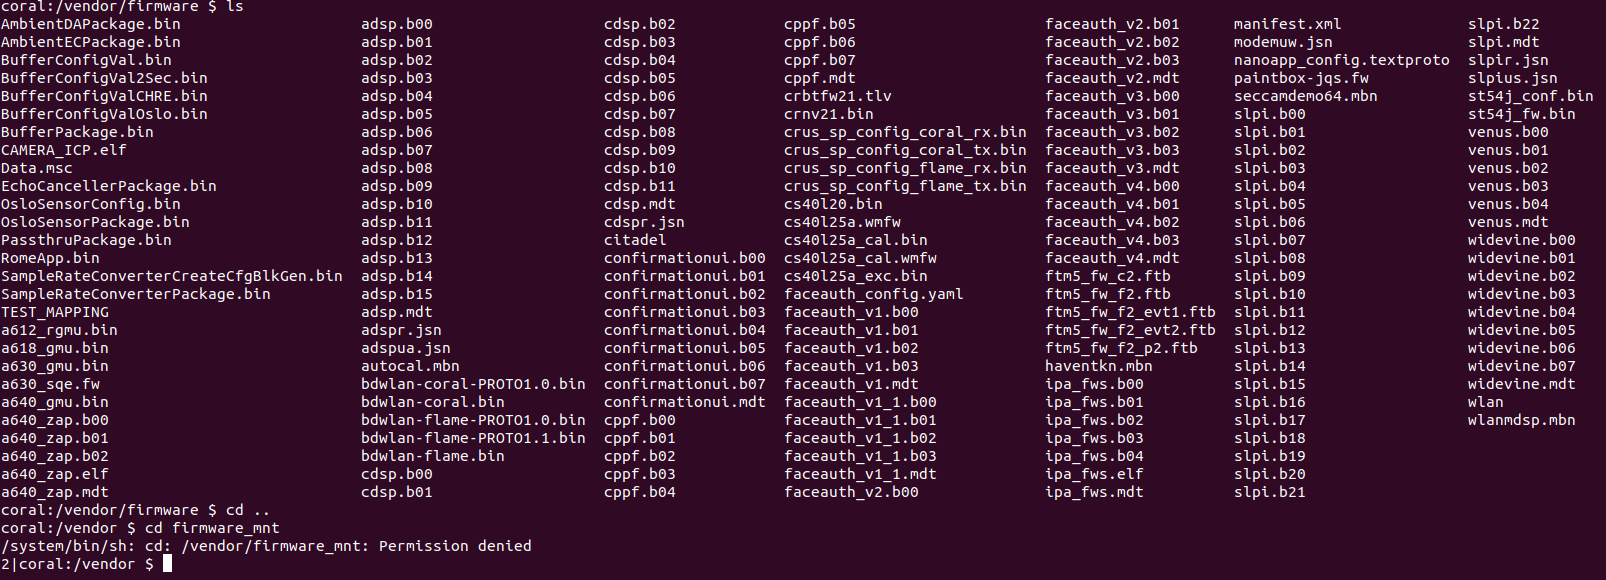 coral:/vendor/firmware $ ls
AmbientDAPackage.bin adsp.b00 cdsp.b02 cppf.b05 faceauth_v2.b01 manifest.xml slpi.b22
AmbientECPackage.bin adsp.b01 cdsp.b03 cppf.b06 faceauth_v2.b02 modemuw.jsn slpi.mdt
BufferConfigVal.bin adsp.b02 cdsp.b04 cppf.b07 faceauth_v2.b03 nanoapp_config.textproto slpir.jsn
BufferConfigVal2Sec.bin adsp.b03 cdsp.b05 cppf.mdt faceauth_v2.mdt paintbox-jqs.fw slpius.jsn
BufferConfigValCHRE.bin adsp.b04 cdsp.b06 crbtfw21.tlv faceauth_v3.b00 seccamdemo64.mbn st54j_conf.bin
BufferConfigValOslo.bin adsp.b05 cdsp.b07 crnv21.bin faceauth_v3.b01 slpi.b00 st54j_fw.bin
BufferPackage.bin adsp.b06 cdsp.b08 crus_sp_config_coral_rx.bin faceauth_v3.b02 slpi.b01 venus.b00
CAMERA_ICP.elf adsp.b07 cdsp.b09 crus_sp_config_coral_tx.bin faceauth_v3.b03 slpi.b02 venus.b01
Data.msc adsp.b08 cdsp.b10 crus_sp_config_flame_rx.bin faceauth_v3.mdt slpi.b03 venus.b02
EchoCancellerPackage.bin adsp.b09 cdsp.b11 crus_sp_config_flame_tx.bin faceauth_v4.b00 slpi.b04 venus.b03
OsloSensorConfig.bin adsp.b10 cdsp.mdt cs40l20.bin faceauth_v4.b01 slpi.b05 venus.b04
OsloSensorPackage.bin adsp.b11 cdspr.jsn cs40l25a.wmfw faceauth_v4.b02 slpi.b06 venus.mdt
PassthruPackage.bin adsp.b12 citadel cs40l25a_cal.bin faceauth_v4.b03 slpi.b07 widevine.b00
RomeApp.bin adsp.b13 confirmationui.b00 cs40l25a_cal.wmfw faceauth_v4.mdt slpi.b08 widevine.b01
SampleRateConverterCreateCfgBlkGen.bin adsp.b14 confirmationui.b01 cs40l25a_exc.bin ftm5_fw_c2.ftb slpi.b09 widevine.b02
SampleRateConverterPackage.bin adsp.b15 confirmationui.b02 faceauth_config.yaml ftm5_fw_f2.ftb slpi.b10 widevine.b03
TEST_MAPPING adsp.mdt confirmationui.b03 faceauth_v1.b00 ftm5_fw_f2_evt1.ftb slpi.b11 widevine.b04
a612_rgmu.bin adspr.jsn confirmationui.b04 faceauth_v1.b01 ftm5_fw_f2_evt2.ftb slpi.b12 widevine.b05
a618_gmu.bin adspua.jsn confirmationui.b05 faceauth_v1.b02 ftm5_fw_f2_p2.ftb slpi.b13 widevine.b06
a630_gmu.bin autocal.mbn confirmationui.b06 faceauth_v1.b03 haventkn.mbn slpi.b14 widevine.b07
a630_sqe.fw bdwlan-coral-PROTO1.0.bin confirmationui.b07 faceauth_v1.mdt ipa_fws.b00 slpi.b15 widevine.mdt
a640_gmu.bin bdwlan-coral.bin confirmationui.mdt faceauth_v1_1.b00 ipa_fws.b01 slpi.b16 wlan
a640_zap.b00 bdwlan-flame-PROTO1.0.bin cppf.b00 faceauth_v1_1.b01 ipa_fws.b02 slpi.b17 wlanmdsp.mbn
a640_zap.b01 bdwlan-flame-PROTO1.1.bin cppf.b01 faceauth_v1_1.b02 ipa_fws.b03 slpi.b18
a640_zap.b02 bdwlan-flame.bin cppf.b02 faceauth_v1_1.b03 ipa_fws.b04 slpi.b19
a640_zap.elf cdsp.b00 cppf.b03 faceauth_v1_1.mdt ipa_fws.elf slpi.b20
a640_zap.mdt cdsp.b01 cppf.b04 faceauth_v2.b00 ipa_fws.mdt slpi.b21
coral:/vendor/firmware $ cd ..
coral:/vendor $ cd firmware_mnt
/system/bin/sh: cd: /vendor/firmware_mnt: Permission denied
2|coral:/vendor $